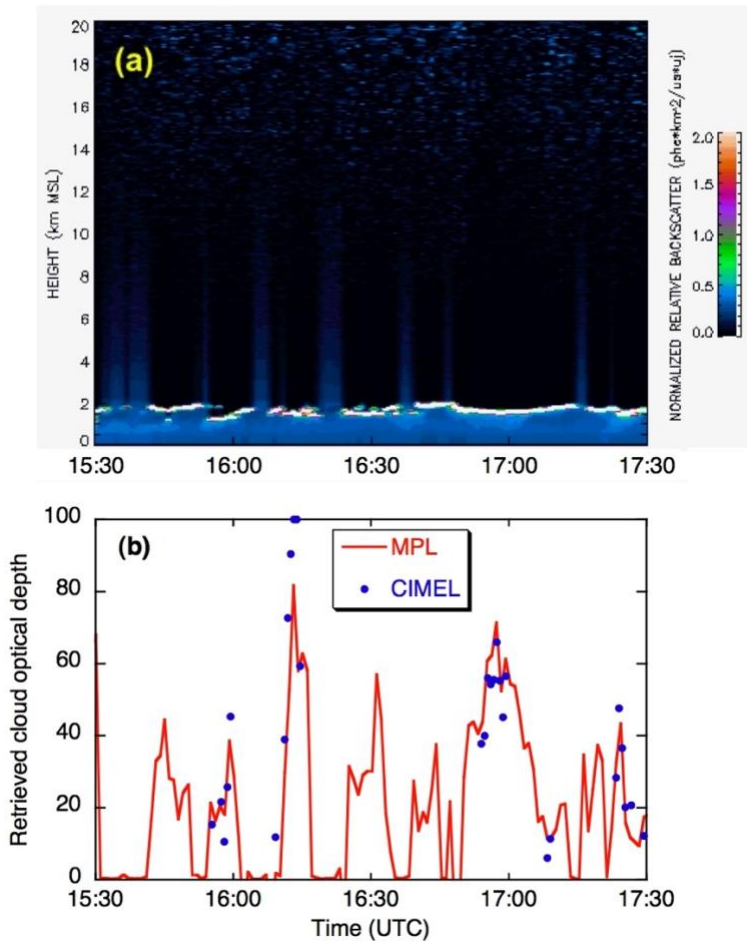 20
18
16
14
12
10
8
6
4
2
0
(a)
HEIGHT (km MSL)
15:30 16:00 16:30 17:00 17:30
NORMALIZED RELATIVE BACKSCATTER (phe*km^2/us*uj)
2.0
1.5
1.0
0.5
0.0
100
80
60
40
20
0
(b)
MPL
CIMEL
Retrieved cloud optical depth
15:30 16:00 16:30 17:00 17:30
Time (UTC)